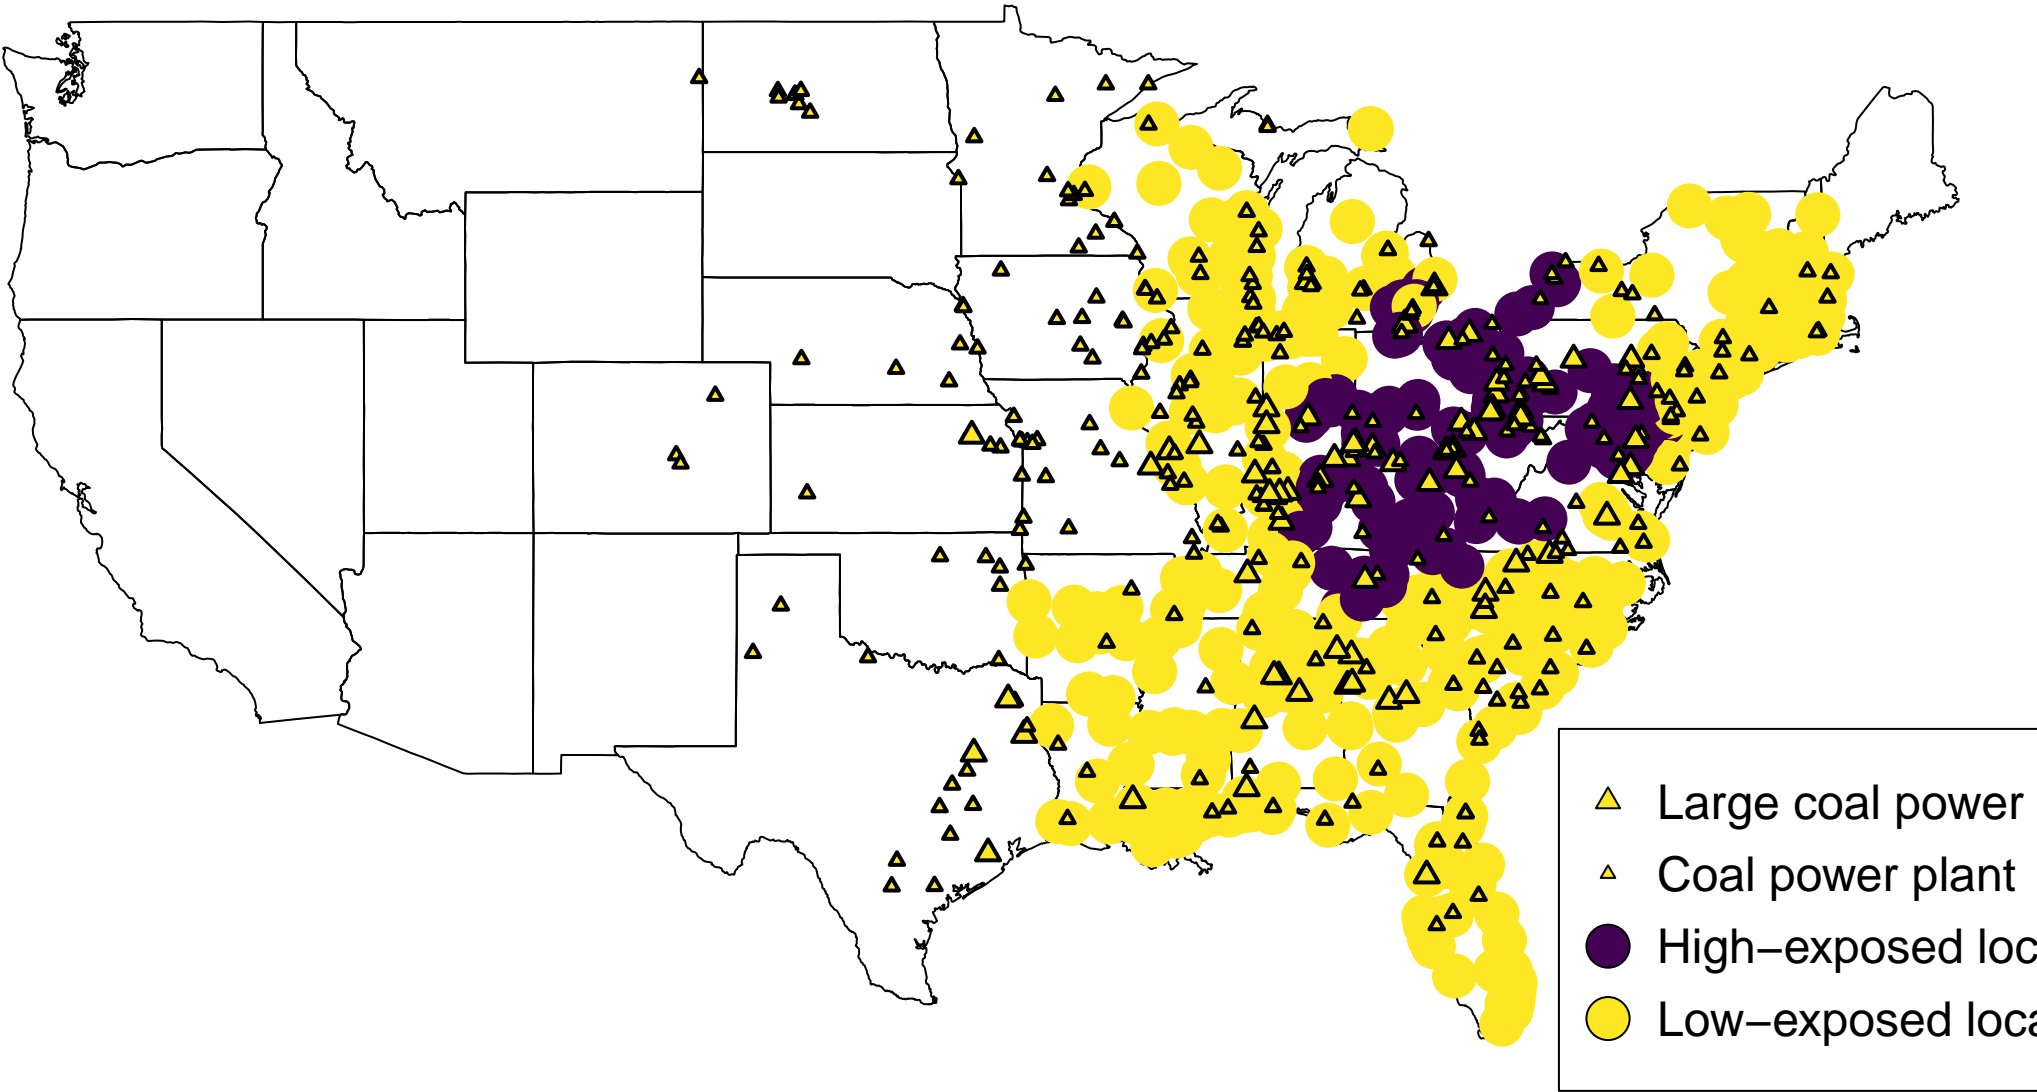 Large coal power
Coal power plant
High−exposed loc
Low−exposed loca